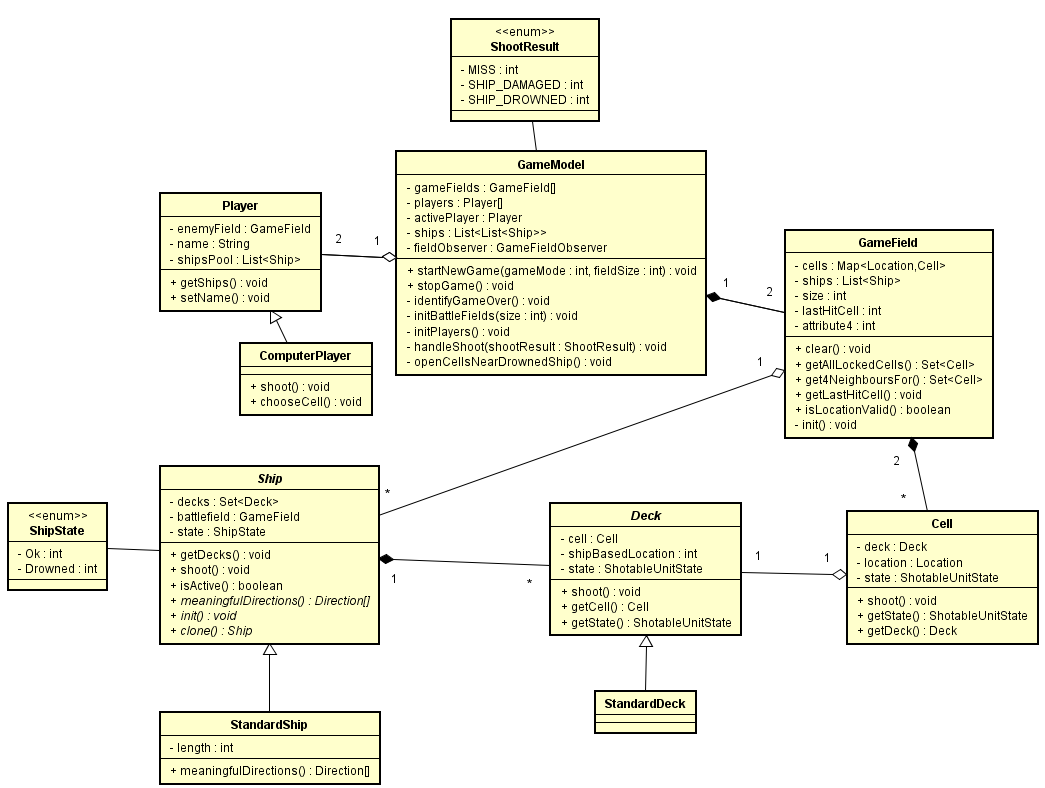 <<enum>>
ShootResult
- MISS : int
- SHIP_DAMAGED : int
- SHIP_DROWNED : int
GameModel
- gameFields : GameField[]
- players : Player[]
- activePlayer : Player
- ships : List<List<Ship>>
- fieldObserver : GameFieldObserver
+ startNewGame(gameMode : int, fieldSize : int) : void
+ stopGame() : void
- identifyGameOver() : void
- initBattleFields(size : int) : void
- initPlayers() : void
- handleShoot(shootResult : ShootResult) : void
- openCellsNearDrownedShip() : void
Player
- enemyField : GameField
- name : String
- shipsPool : List<Ship>
+ getShips() : void
+ setName() : void
2
1
ComputerPlayer
+ shoot() : void
+ chooseCell() : void
1
2
GameField
- cells : Map<Location,Cell>
- ships : List<Ship>
- size : int
- lastHitCell : int
- attribute4 : int
+ clear() : void
+ getAllLockedCells() : Set<Cell>
+ get4NeighboursFor() : Set<Cell>
+ getLastHitCell() : void
+ isLocationValid() : boolean
- init() : void
1
*
2
*
<<enum>>
ShipState
- Ok : int
- Drowned : int
Ship
- decks : Set<Deck>
- battlefield : GameField
- state : ShipState
+ getDecks() : void
+ shoot() : void
+ isActive() : boolean
+ meaningfulDirections() : Direction[]
+ init() : void
+ clone() : Ship
1
*
Deck
- cell : Cell
- shipBasedLocation : int
- state : ShotableUnitState
+ shoot() : void
+ getCell() : Cell
+ getState() : ShotableUnitState
1
1
Cell
- deck : Deck
- location : Location
- state : ShotableUnitState
+ shoot() : void
+ getState() : ShotableUnitState
+ getDeck() : Deck
StandardShip
- length : int
+ meaningfulDirections() : Direction[]
StandardDeck